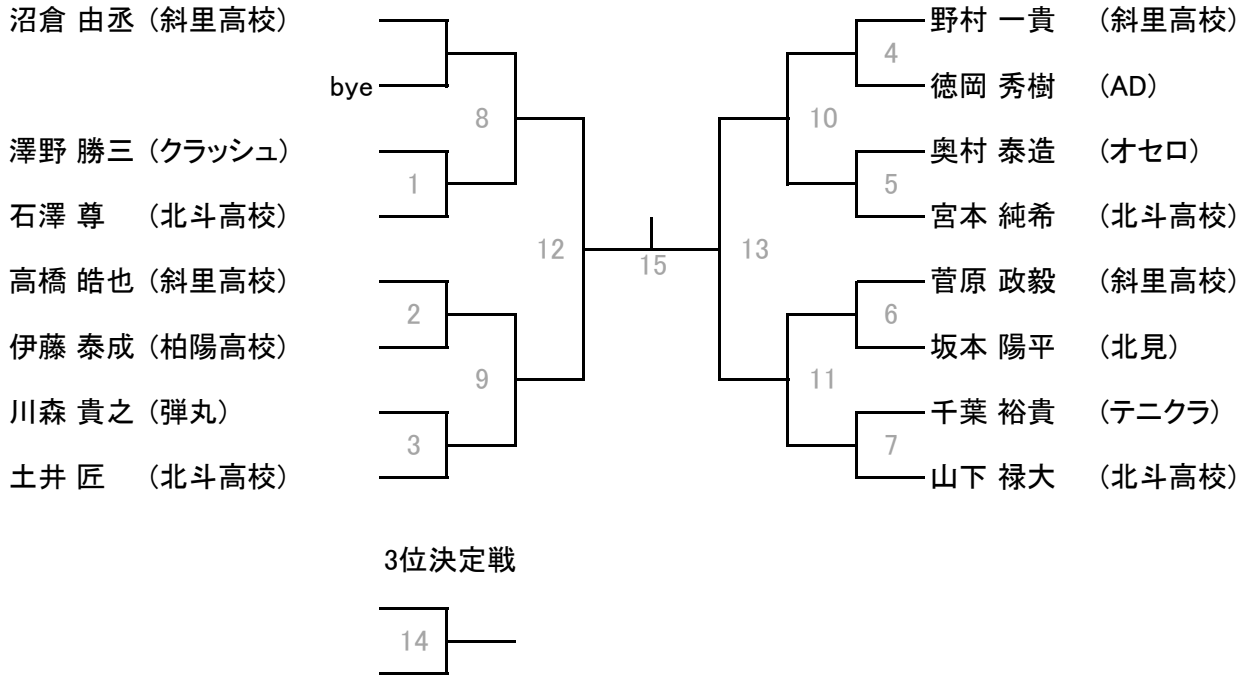 沼倉 由丞 (斜里高校)
bye
澤野 勝三 (クラッシュ)
石澤 尊 (北斗高校)
高橋 皓也 (斜里高校)
伊藤 泰成 (柏陽高校)
川森 貴之 (弾丸)
土井 匠 (北斗高校)
8
1
2
9
3
12
15
13
10
4
5
11
6
7
野村 一貴 (斜里高校)
徳岡 秀樹 (AD)
奥村 泰造 (オセロ)
宮本 純希 (北斗高校)
菅原 政毅 (斜里高校)
坂本 陽平 (北見)
千葉 裕貴 (テニクラ)
山下 禄大 (北斗高校)
3位決定戦
14